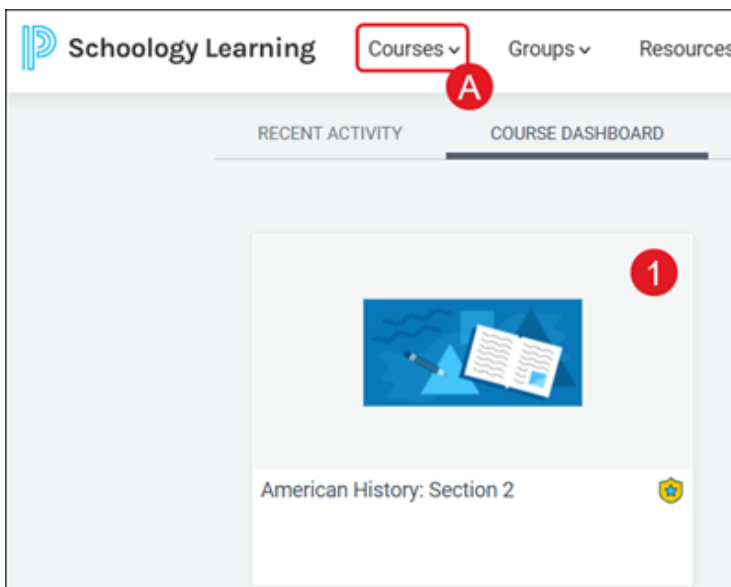 Schoology Learning Courses Groups Resources
A
RECENT ACTIVITY COURSE DASHBOARD
1
American History: Section 2